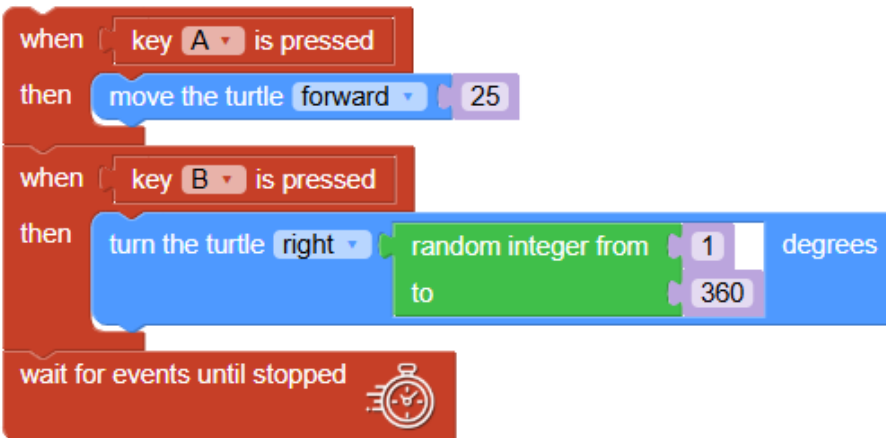 when key A is pressed
then move the turtle forward 25
when key B is pressed
then turn the turtle right random integer from 1 degrees
to 360
wait for events until stopped